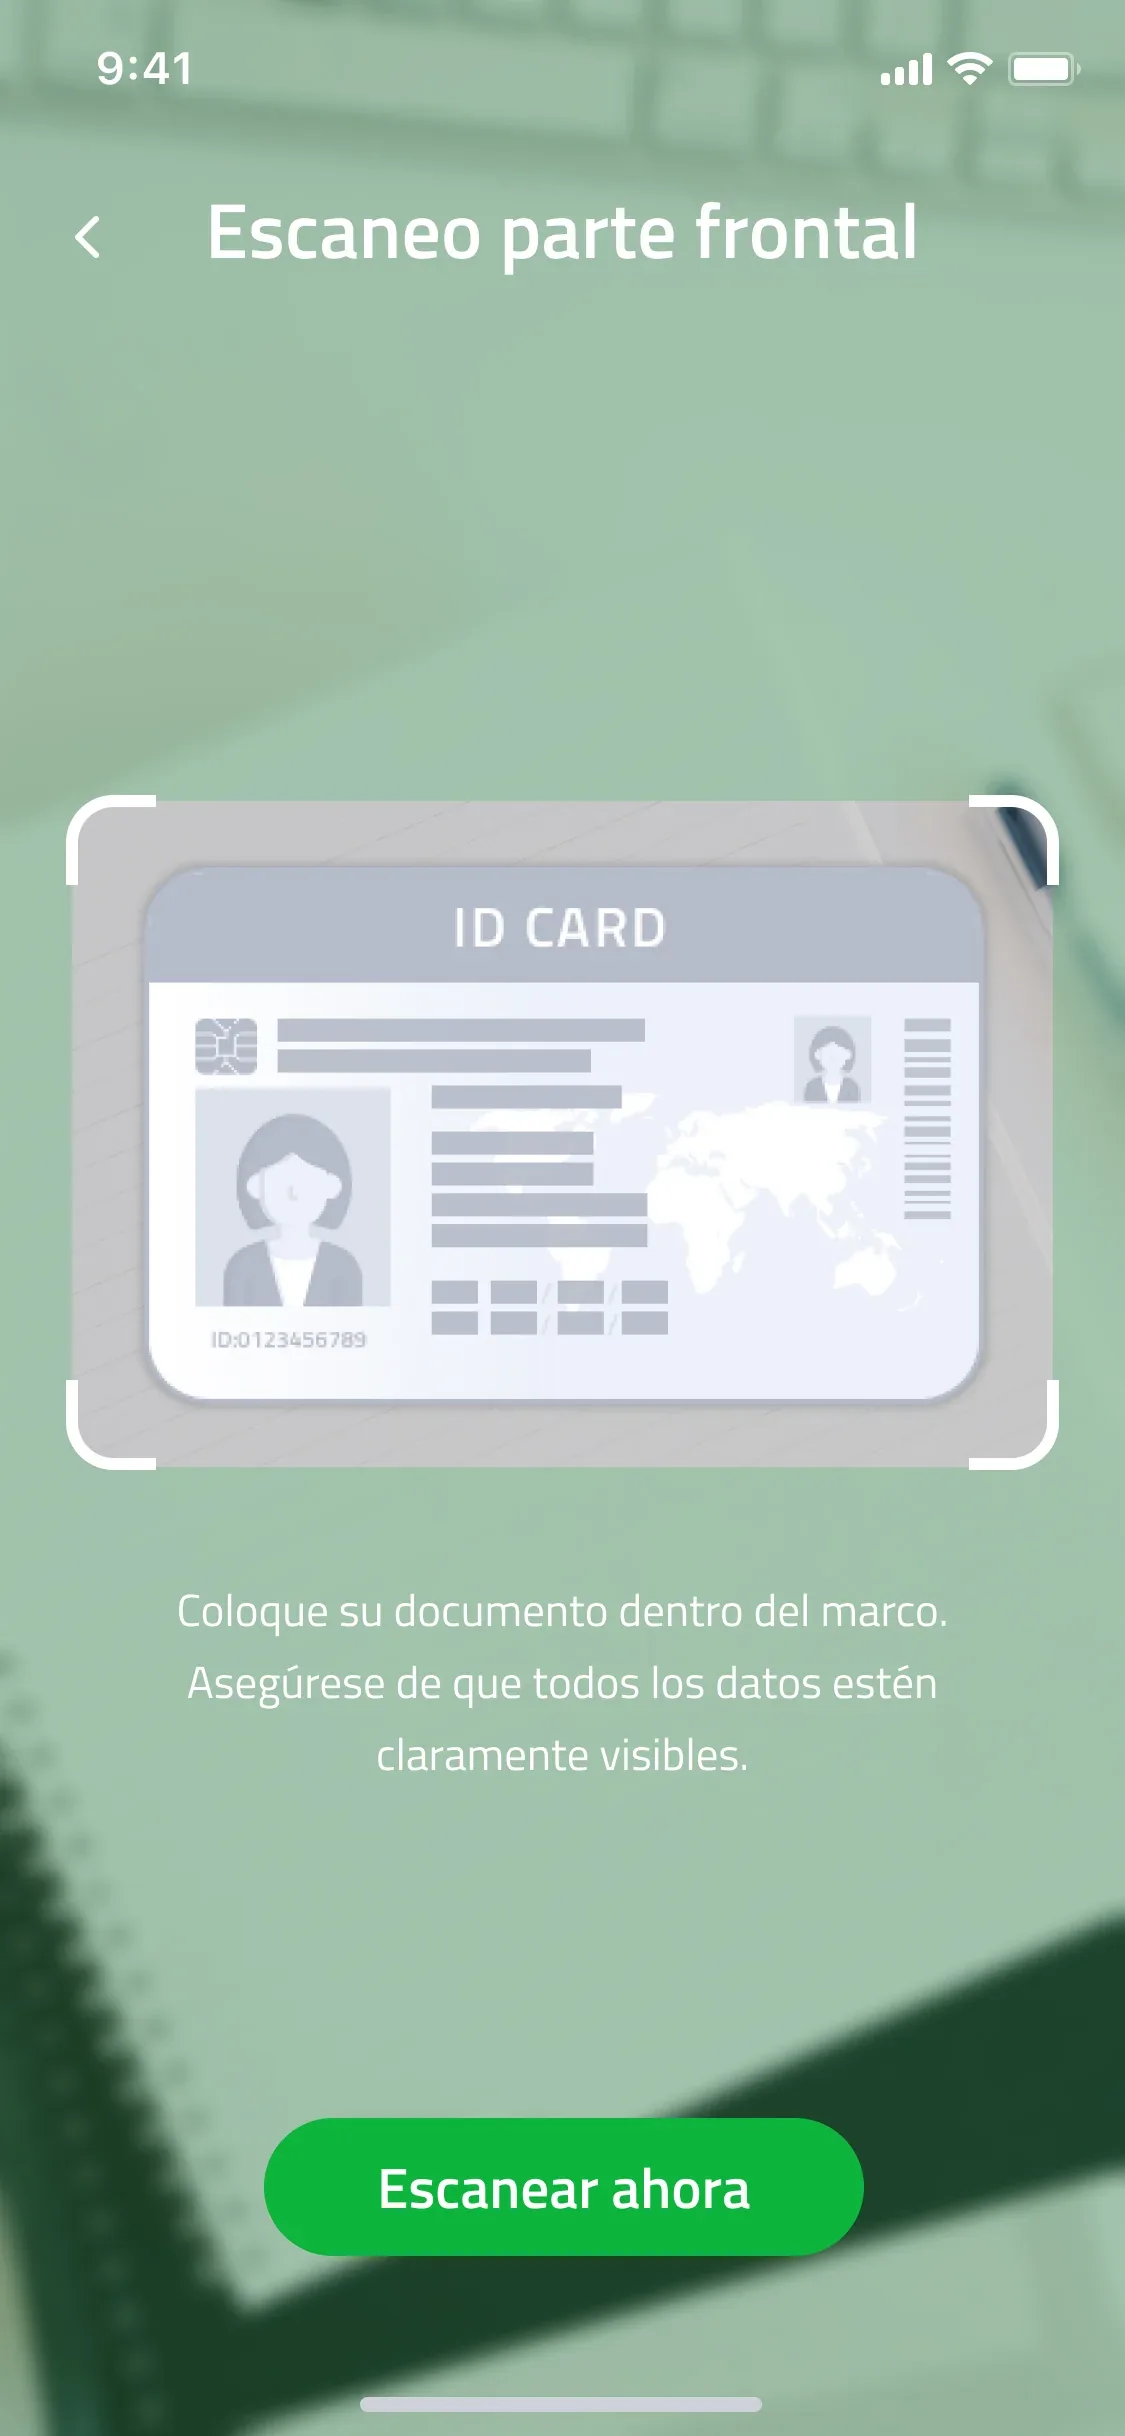 9:41
Escaneo parte frontal
ID CARD
ID:0123456789
Coloque su documento dentro del marco.
Asegúrese de que todos los datos estén
claramente visibles.
Escanear ahora